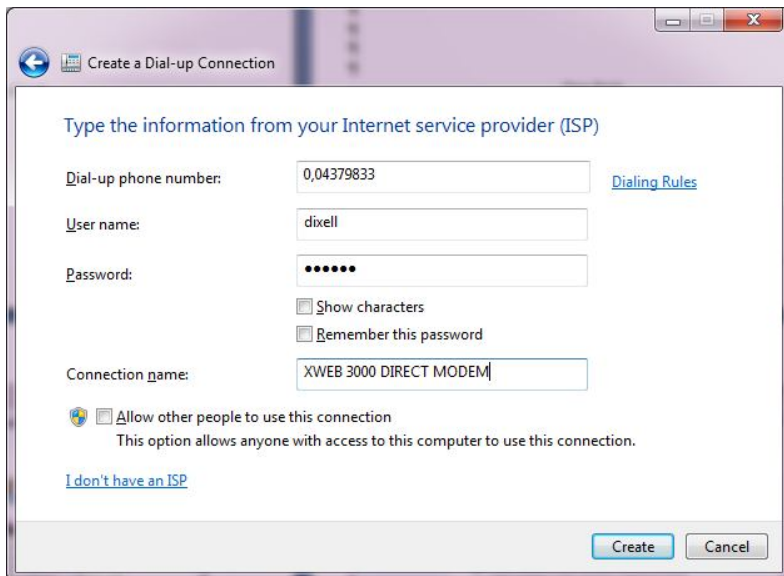 Create a Dial-up Connection
Type the information from your Internet service provider (ISP)
Dial-up phone number: 0,04379833 Dialing Rules
User name: dixell
Password: ●●●●●●
Show characters
Remember this password
Connection name: XWEB 3000 DIRECT MODEM
Allow other people to use this connection
This option allows anyone with access to this computer to use this connection.
I don't have an ISP
Create Cancel